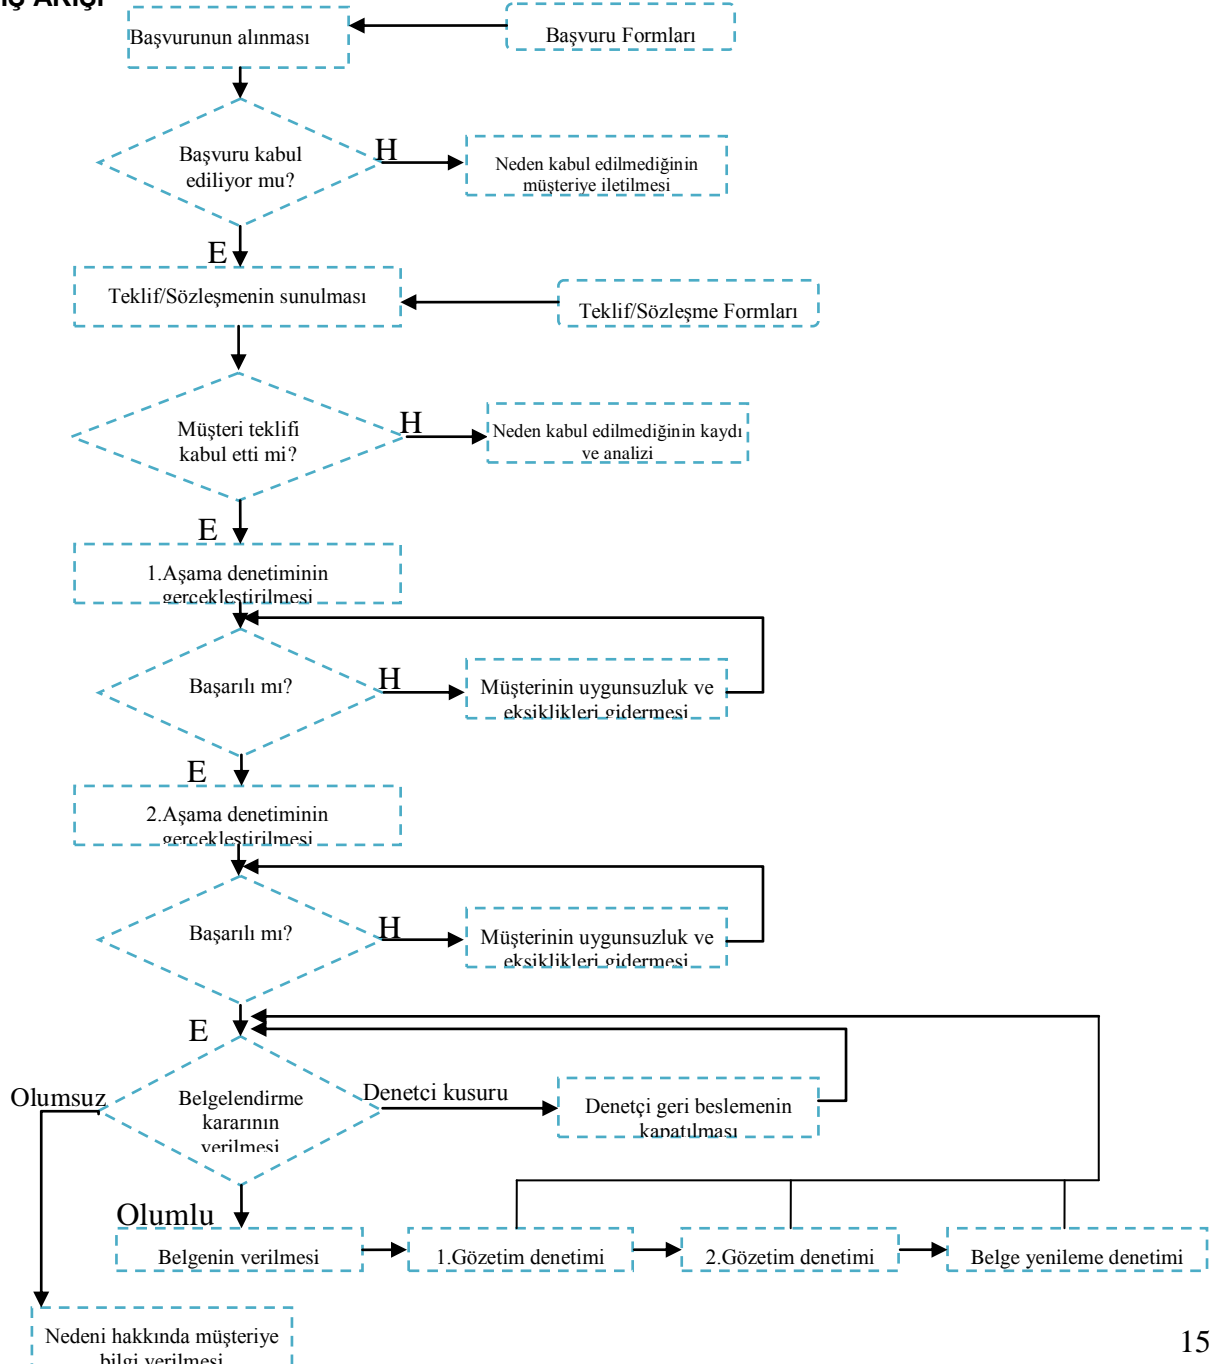 İŞ AKIŞI
Başvurunun alınması
Başvuru Formları
Başvuru kabul
ediliyor mu?
H
Neden kabul edilmediğinin
müşteriye iletilmesi
E
Teklif/Sözleşmenin sunulması
Teklif/Sözleşme Formları
Müşteri teklifi
kabul etti mi?
H
Neden kabul edilmediğinin kaydı
ve analizi
E
1.Aşama denetiminin
gerçekleştirilmesi
Başarılı mı?
H
Müşterinin uygunsuzluk ve
eksiklikleri gidermesi
E
2.Aşama denetiminin
gerçekleştirilmesi
Başarılı mı?
H
Müşterinin uygunsuzluk ve
eksiklikleri gidermesi
E
Olumsuz
Belgelendirme
kararının
verilmesi
Denetci kusuru
Denetçi geri beslemenin
kapatılması
Olumlu
Belgenin verilmesi
1.Gözetim denetimi
2.Gözetim denetimi
Belge yenileme denetimi
Nedeni hakkında müşteriye
bilgi verilmesi
15